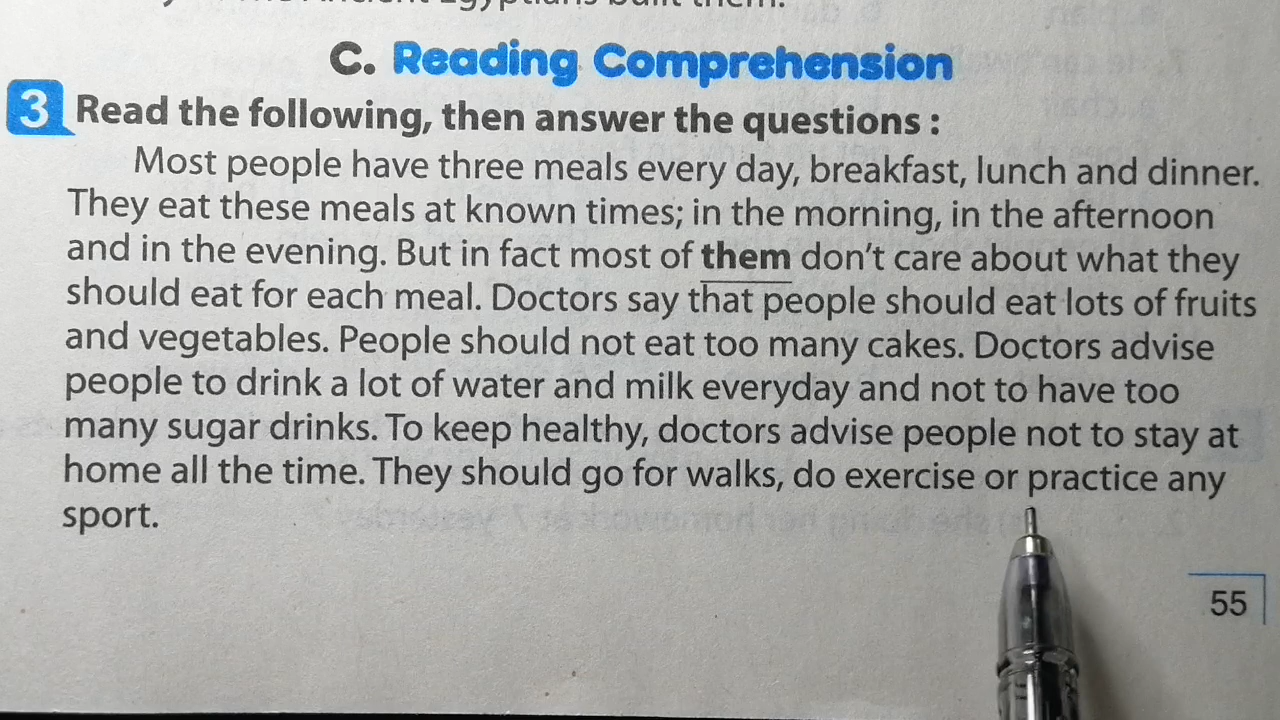 Ancient Egyptians built them.
C. Reading Comprehension
3 Read the following, then answer the questions :
Most people have three meals every day, breakfast, lunch and dinner.
They eat these meals at known times; in the morning, in the afternoon
and in the evening. But in fact most of them don't care about what they
should eat for each meal. Doctors say that people should eat lots of fruits
and vegetables. People should not eat too many cakes. Doctors advise
people to drink a lot of water and milk everyday and not to have too
many sugar drinks. To keep healthy, doctors advise people not to stay at
home all the time. They should go for walks, do exercise or practice any
sport.
55